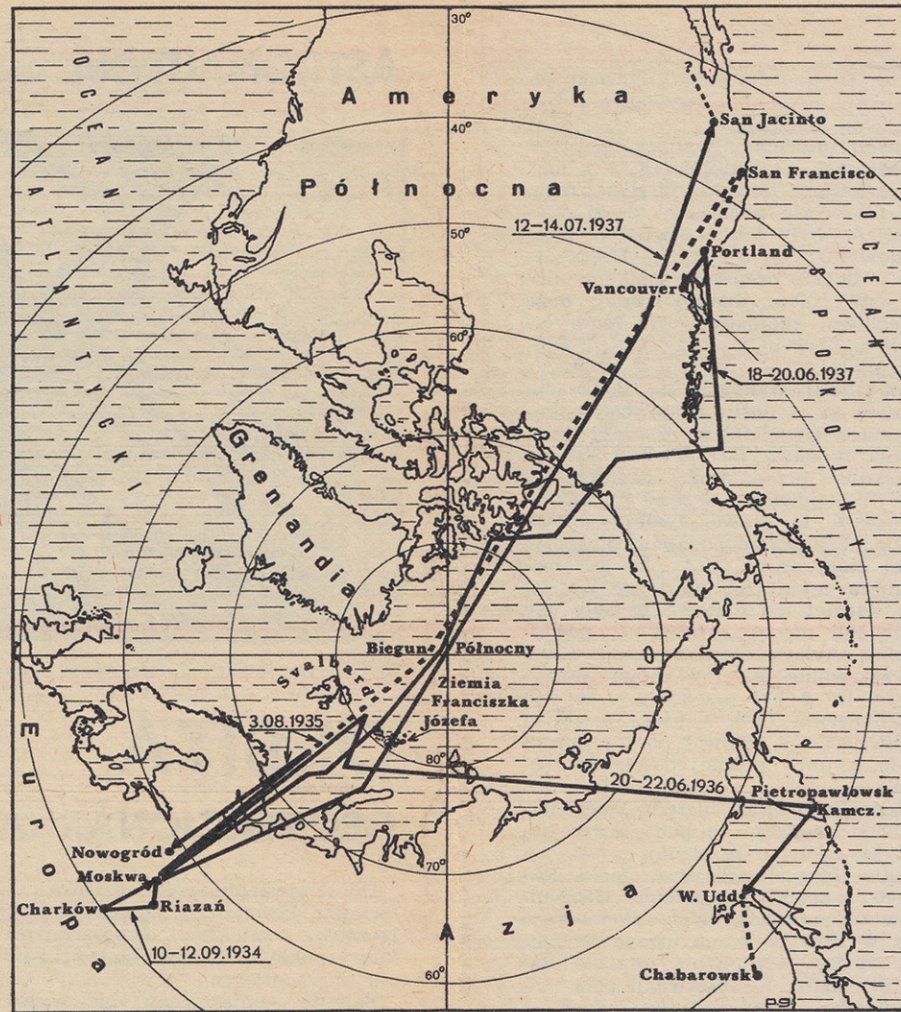 30°
OCEAN ATLANTYCKI
Ameryka
Północna
?
San Jacinto
40°
San Francisco
OCEAN SPOKOJNY
12–14.07.1937
50°
Portland
Vancouver
60°
18–20.06.1937
Grenlandia
Biegun Północny
Svalbard
Ziemia
Franciszka
Józefa
3.08.1935
80°
20–22.06.1936
Pietropawłowsk
Kamcz.
Europa
Nowogród
Moskwa
70°
Charków
Riazań
W. Udd
Azja
10–12.09.1934
60°
Chabarowsk
P.G.